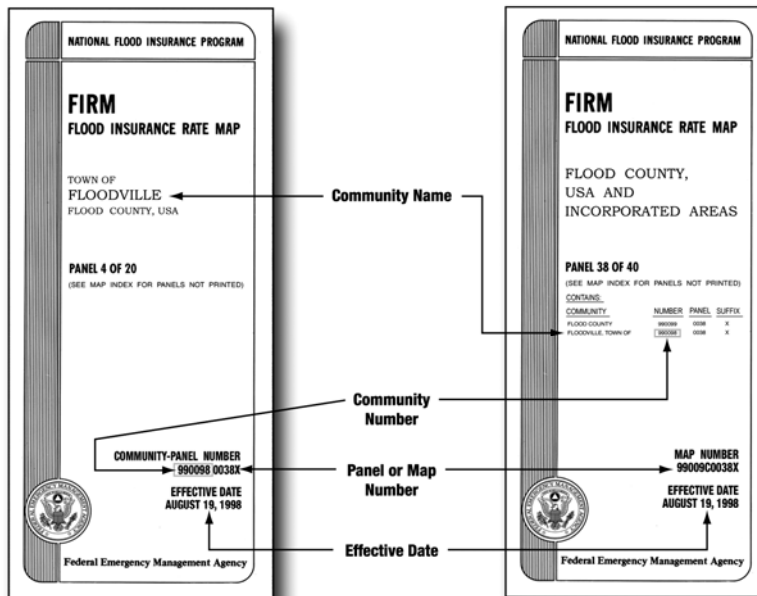 NATIONAL FLOOD INSURANCE PROGRAM
FIRM
FLOOD INSURANCE RATE MAP
TOWN OF
FLOODVILLE
FLOOD COUNTY, USA
PANEL 4 OF 20
(SEE MAP INDEX FOR PANELS NOT PRINTED)
COMMUNITY-PANEL NUMBER
990098 0038X
EFFECTIVE DATE
AUGUST 19, 1998
Federal Emergency Management Agency
Community Name
Community
Number
Panel or Map
Number
Effective Date
NATIONAL FLOOD INSURANCE PROGRAM
FIRM
FLOOD INSURANCE RATE MAP
FLOOD COUNTY,
USA AND
INCORPORATED AREAS
PANEL 38 OF 40
(SEE MAP INDEX FOR PANELS NOT PRINTED)
CONTAINS:
COMMUNITY NUMBER PANEL SUFFIX
FLOOD COUNTY 0038 X
FLOODVILLE, TOWN OF 990098 0038 X
MAP NUMBER
99009C0038X
EFFECTIVE DATE
AUGUST 19, 1998
Federal Emergency Management Agency